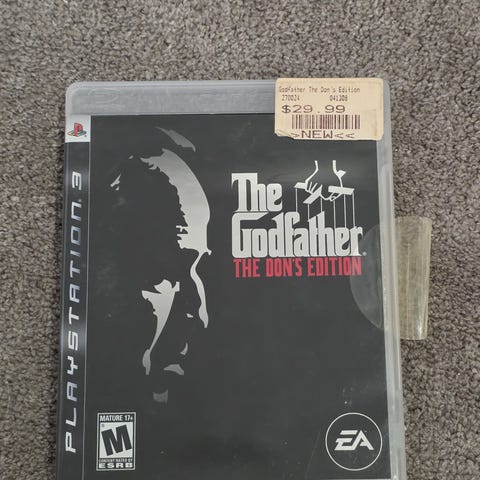 Godfather The Don's Edition
270024 041308
$29.99
>NEW<<
PLAYSTATION 3
The
Godfather
THE DON'S EDITION
MATURE 17+
M
CONTENT RATED BY
ESRB
EA